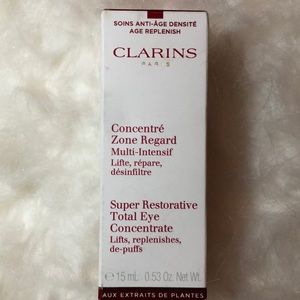 SOINS ANTI-ÂGE DENSITÉ
AGE REPLENISH
CLARINS
PARIS
Concentré
Zone Regard
Multi-Intensif
Lifte, répare,
désinfiltre
Super Restorative
Total Eye
Concentrate
Lifts, replenishes,
de-puffs
℮ 15 mL 0.53 Oz. Net Wt.
AUX EXTRAITS DE PLANTES